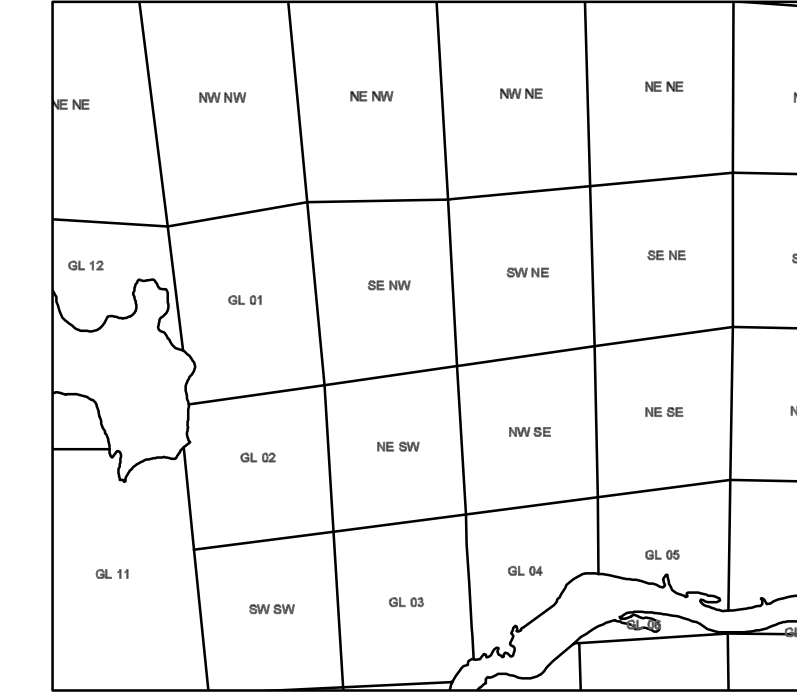 NE NE
NW NW
NE NW
NW NE
NE NE
GL 12
GL 01
SE NW
SW NE
SE NE
GL 02
NE SW
NW SE
NE SE
GL 11
SW SW
GL 03
GL 04
GL 05
GL 06